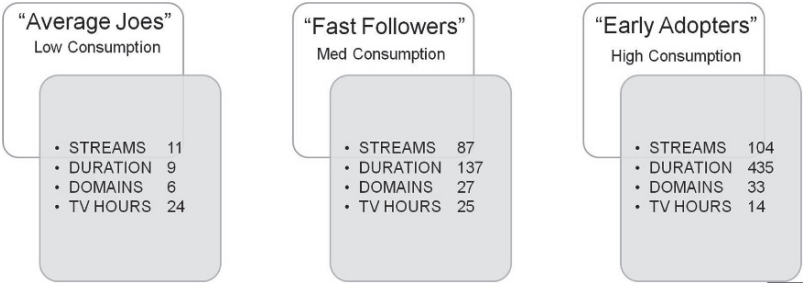 “Average Joes”
Low Consumption
• STREAMS 11
• DURATION 9
• DOMAINS 6
• TV HOURS 24
“Fast Followers”
Med Consumption
• STREAMS 87
• DURATION 137
• DOMAINS 27
• TV HOURS 25
“Early Adopters”
High Consumption
• STREAMS 104
• DURATION 435
• DOMAINS 33
• TV HOURS 14